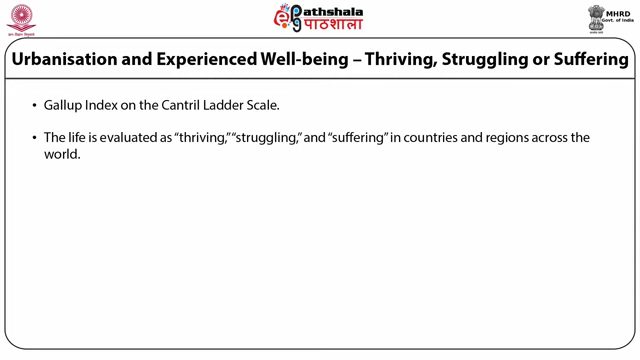 ePathshala
पाठशाला
MHRD
Govt. of India
Urbanisation and Experienced Well-being – Thriving, Struggling or Suffering
• Gallup Index on the Cantril Ladder Scale.
• The life is evaluated as “thriving,” “struggling,” and “suffering” in countries and regions across the
world.